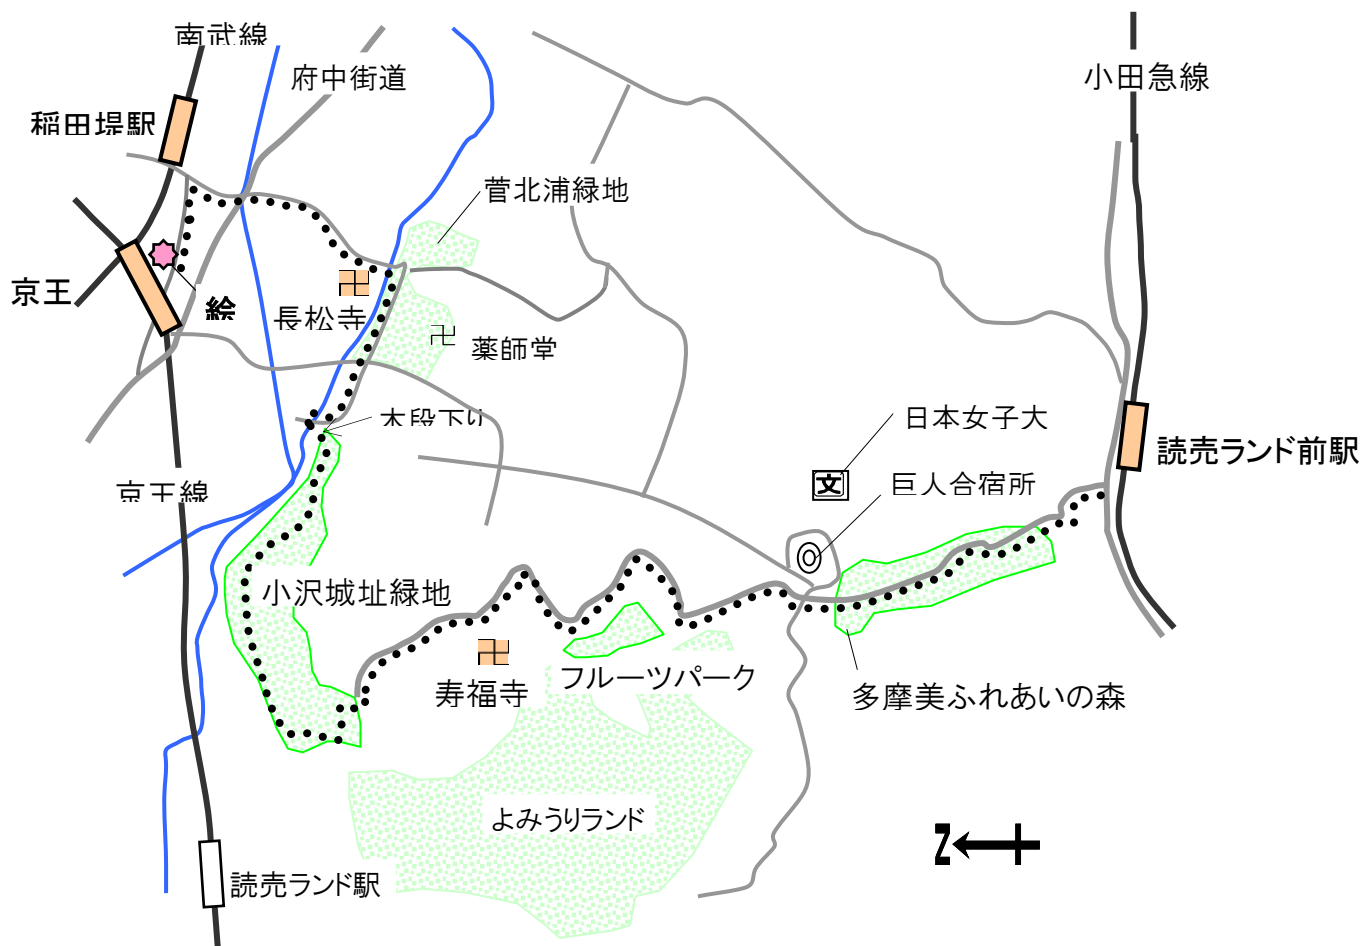 南武線
府中街道
小田急線
稲田堤駅
菅北浦緑地
京王
絵
長松寺
薬師堂
木段下り
日本女子大
読売ランド前駅
巨人合宿所
文
京王線
小沢城址緑地
寿福寺
フルーツパーク
多摩美ふれあいの森
よみうりランド
読売ランド駅
N